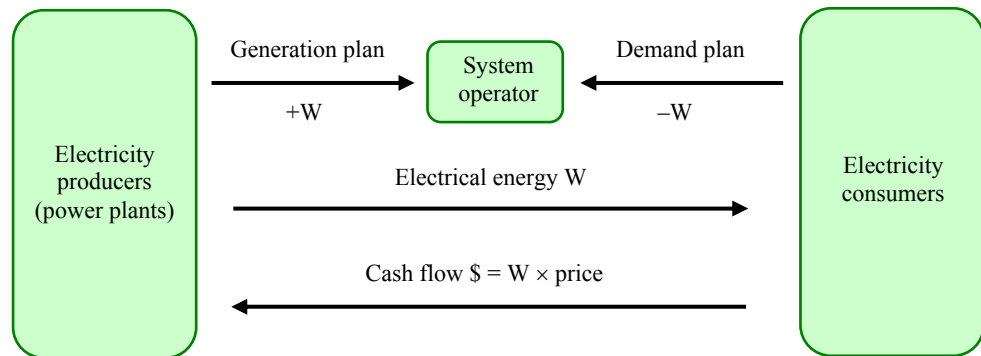 Generation plan
+W
System
operator
Demand plan
–W
Electricity
producers
(power plants)
Electrical energy W
Electricity
consumers
Cash flow $ = W × price